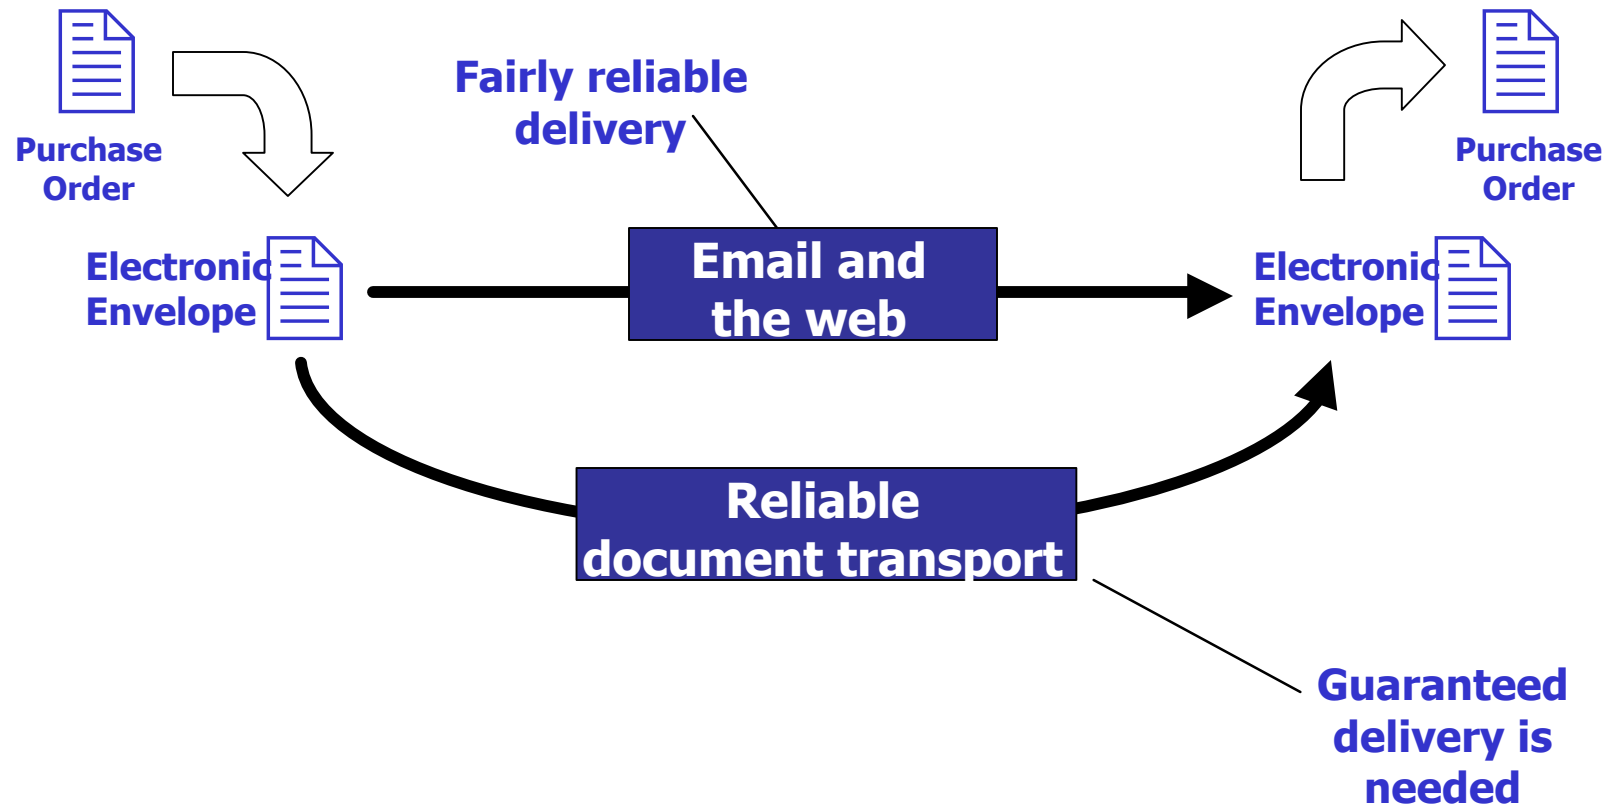 Fairly reliable
delivery
Purchase
Order
Purchase
Order
Electronic
Envelope
Email and
the web
Electronic
Envelope
Reliable
document transport
Guaranteed
delivery is
needed